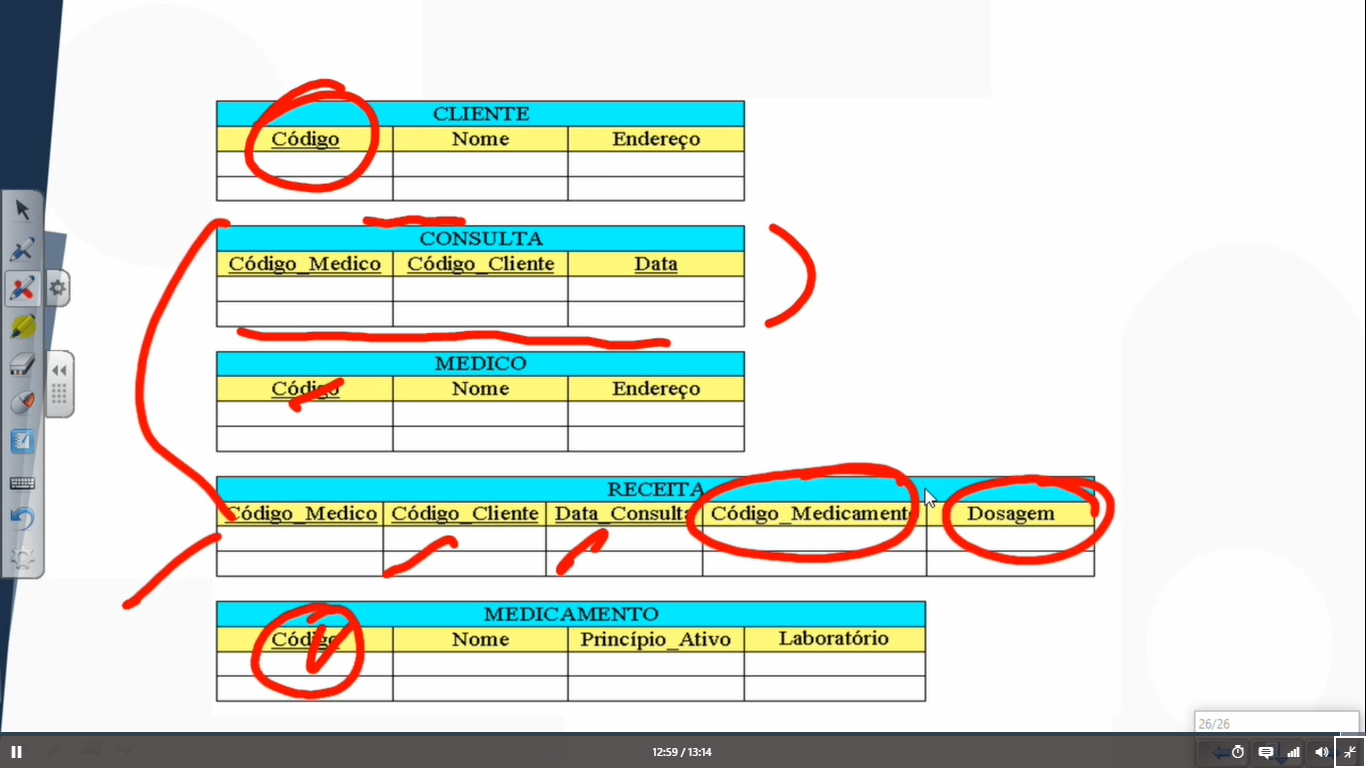 CLIENTE
Código Nome Endereço
CONSULTA
Código_Medico Código_Cliente Data
MEDICO
Código Nome Endereço
RECEITA
Código_Medico Código_Cliente Data_Consulta Código_Medicamento Dosagem
MEDICAMENTO
Código Nome Princípio_Ativo Laboratório
26/26
12:59 / 13:14